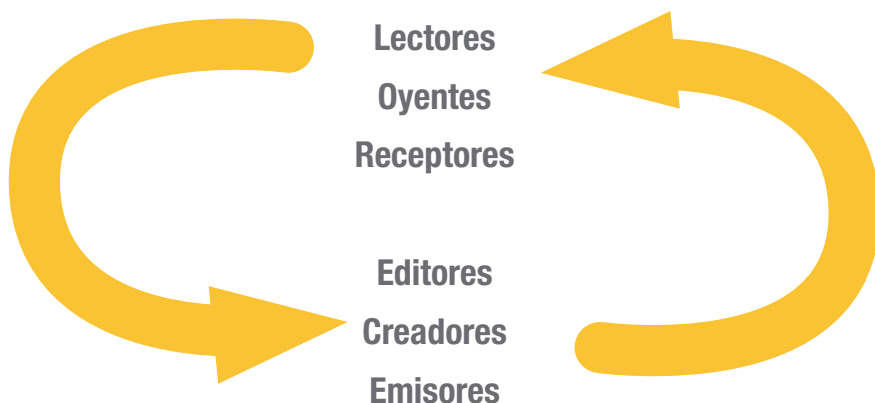 Lectores
Oyentes
Receptores
Editores
Creadores
Emisores